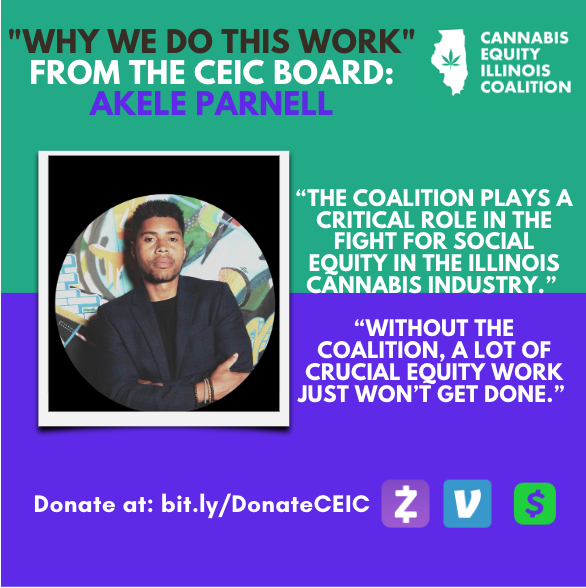 "WHY WE DO THIS WORK"
FROM THE CEIC BOARD:
AKELE PARNELL
CANNABIS
EQUITY
ILLINOIS
COALITION
“THE COALITION PLAYS A
CRITICAL ROLE IN THE
FIGHT FOR SOCIAL
EQUITY IN THE ILLINOIS
CANNABIS INDUSTRY.”
“WITHOUT THE
COALITION, A LOT OF
CRUCIAL EQUITY WORK
JUST WON’T GET DONE.”
Donate at: bit.ly/DonateCEIC